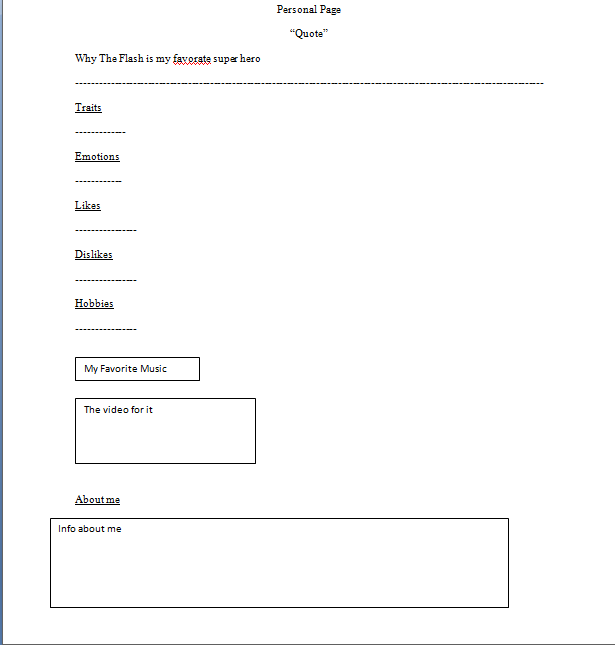 Personal Page
“Quote”
Why The Flash is my favorate super hero
---------------------------------------------------------------------------------------------------------------------
Traits
-------------
Emotions
------------
Likes
----------------
Dislikes
----------------
Hobbies
----------------
My Favorite Music
The video for it
About me
Info about me